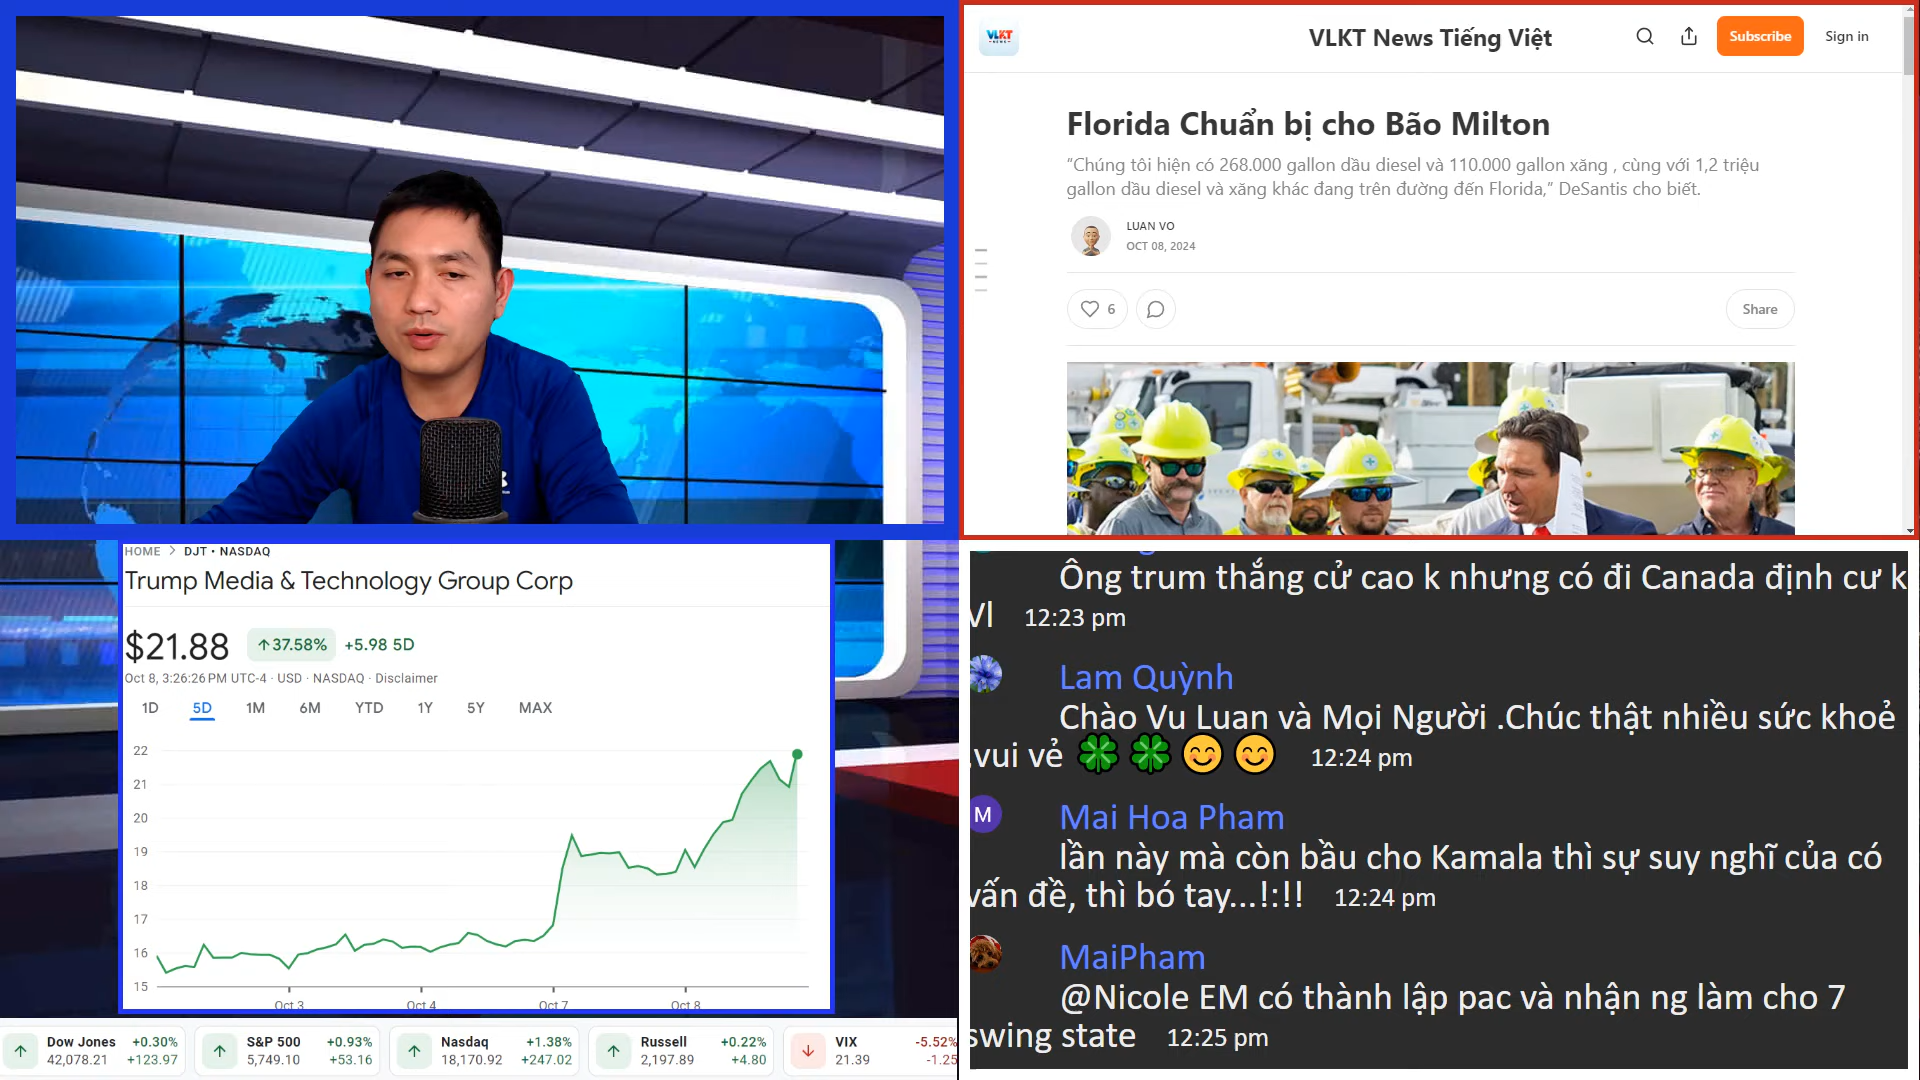 VLKT
NEWS
VLKT News Tiếng Việt
Subscribe
Sign in
Florida Chuẩn bị cho Bão Milton
“Chúng tôi hiện có 268.000 gallon dầu diesel và 110.000 gallon xăng , cùng với 1,2 triệu
gallon dầu diesel và xăng khác đang trên đường đến Florida,” DeSantis cho biết.
LUAN VO
OCT 08, 2024
6
Share
HOME > DJT • NASDAQ
Trump Media & Technology Group Corp
$21.88 ↑37.58% +5.98 5D
Oct 8, 3:26:26 PM UTC-4 · USD · NASDAQ · Disclaimer
1D 5D 1M 6M YTD 1Y 5Y MAX
22
21
20
19
18
17
16
15
Oct 3 Oct 4 Oct 7 Oct 8
Dow Jones +0.30%
42,078.21 +123.97
S&P 500 +0.93%
5,749.10 +53.16
Nasdaq +1.38%
18,170.92 +247.02
Russell +0.22%
2,197.89 +4.80
VIX -5.52%
21.39 -1.25
Ông trum thắng cử cao k nhưng có đi Canada định cư k
Vl 12:23 pm
Lam Quỳnh
Chào Vu Luan và Mọi Người .Chúc thật nhiều sức khoẻ
,vui vẻ 🍀🍀😊😊 12:24 pm
M
Mai Hoa Pham
lần này mà còn bầu cho Kamala thì sự suy nghĩ của có
vấn đề, thì bó tay...!:!! 12:24 pm
MaiPham
@Nicole EM có thành lập pac và nhận ng làm cho 7
swing state 12:25 pm